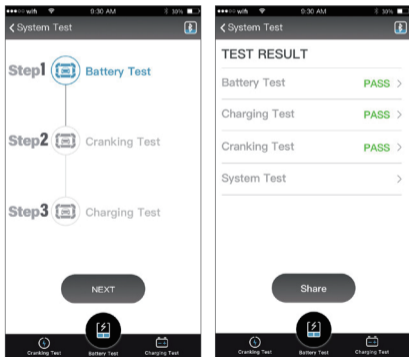 wifi 9:30 AM 30%
System Test
Step1 Battery Test
Step2 Cranking Test
Step3 Charging Test
NEXT
Cranking Test Battery Test Charging Test
wifi 9:30 AM 30%
System Test
TEST RESULT
Battery Test PASS
Charging Test PASS
Cranking Test PASS
System Test
Share
Cranking Test Battery Test Charging Test